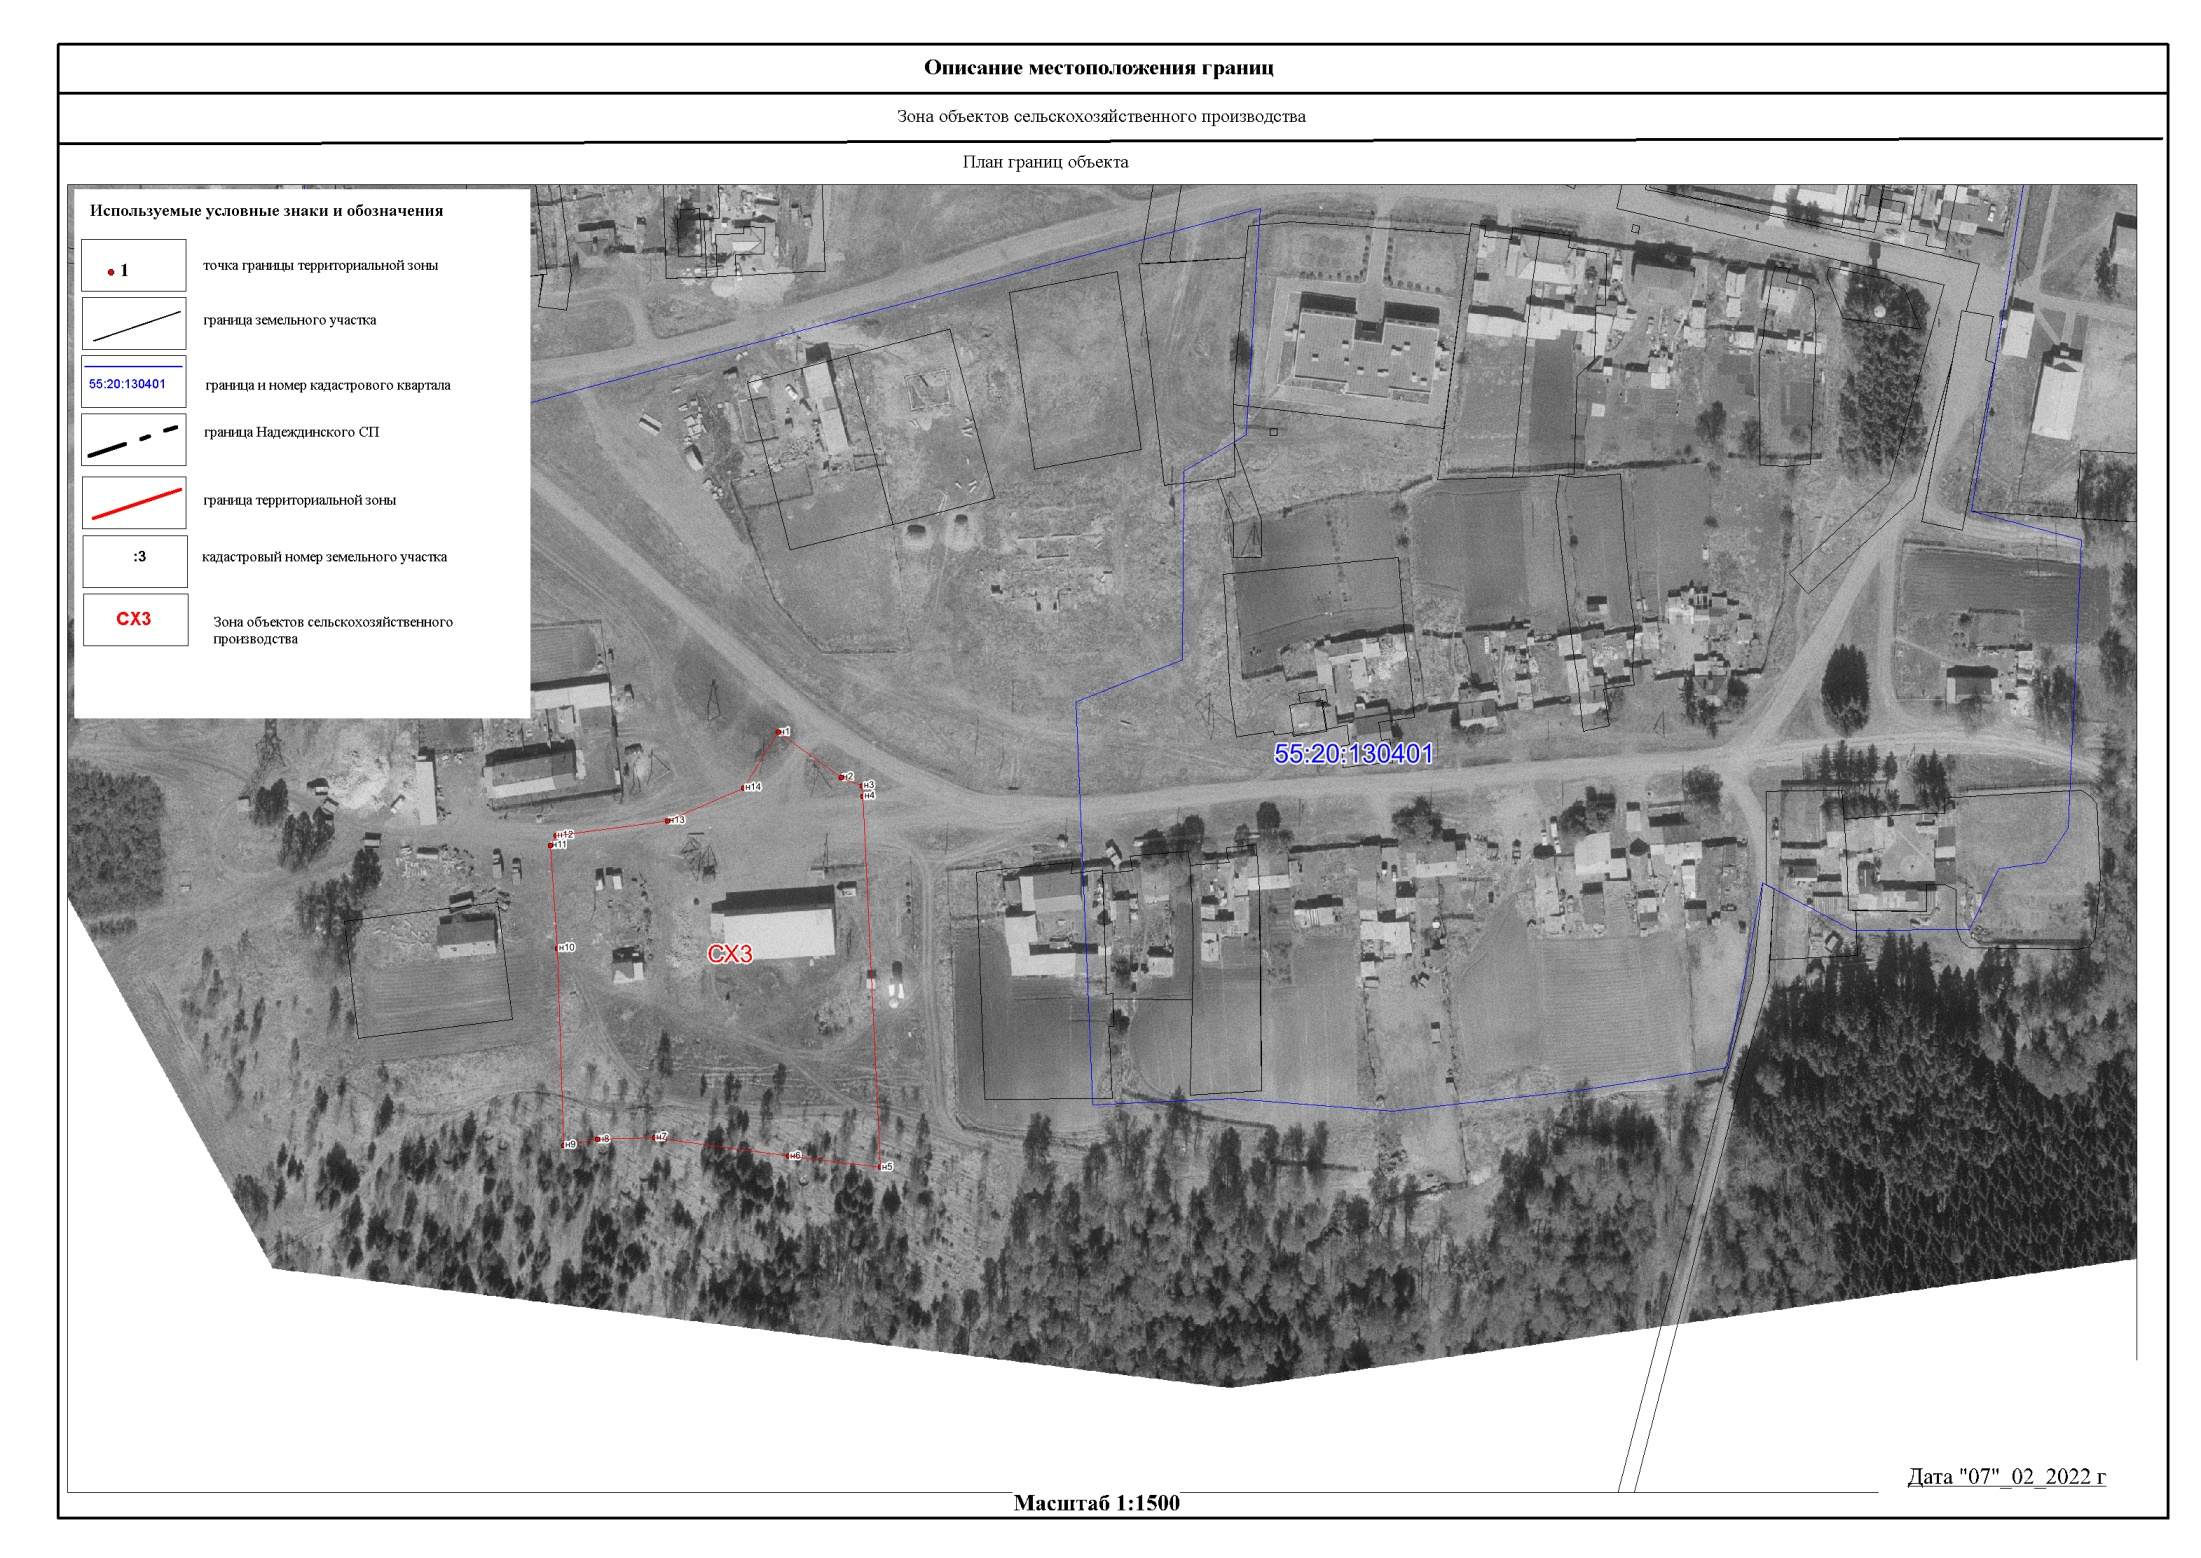 Описание местоположения границ
Зона объектов сельскохозяйственного производства
План границ объекта
Используемые условные знаки и обозначения
1
точка границы территориальной зоны
граница земельного участка
55:20:130401
граница и номер кадастрового квартала
граница Надеждинского СП
граница территориальной зоны
:3
кадастровый номер земельного участка
СХ3
Зона объектов сельскохозяйственного
производства
н1
н2
н3
н4
н14
н13
н12
н11
н10
н9
н8
н7
н6
н5
СХ3
55:20:130401
Дата "07"_02_2022 г
Масштаб 1:1500